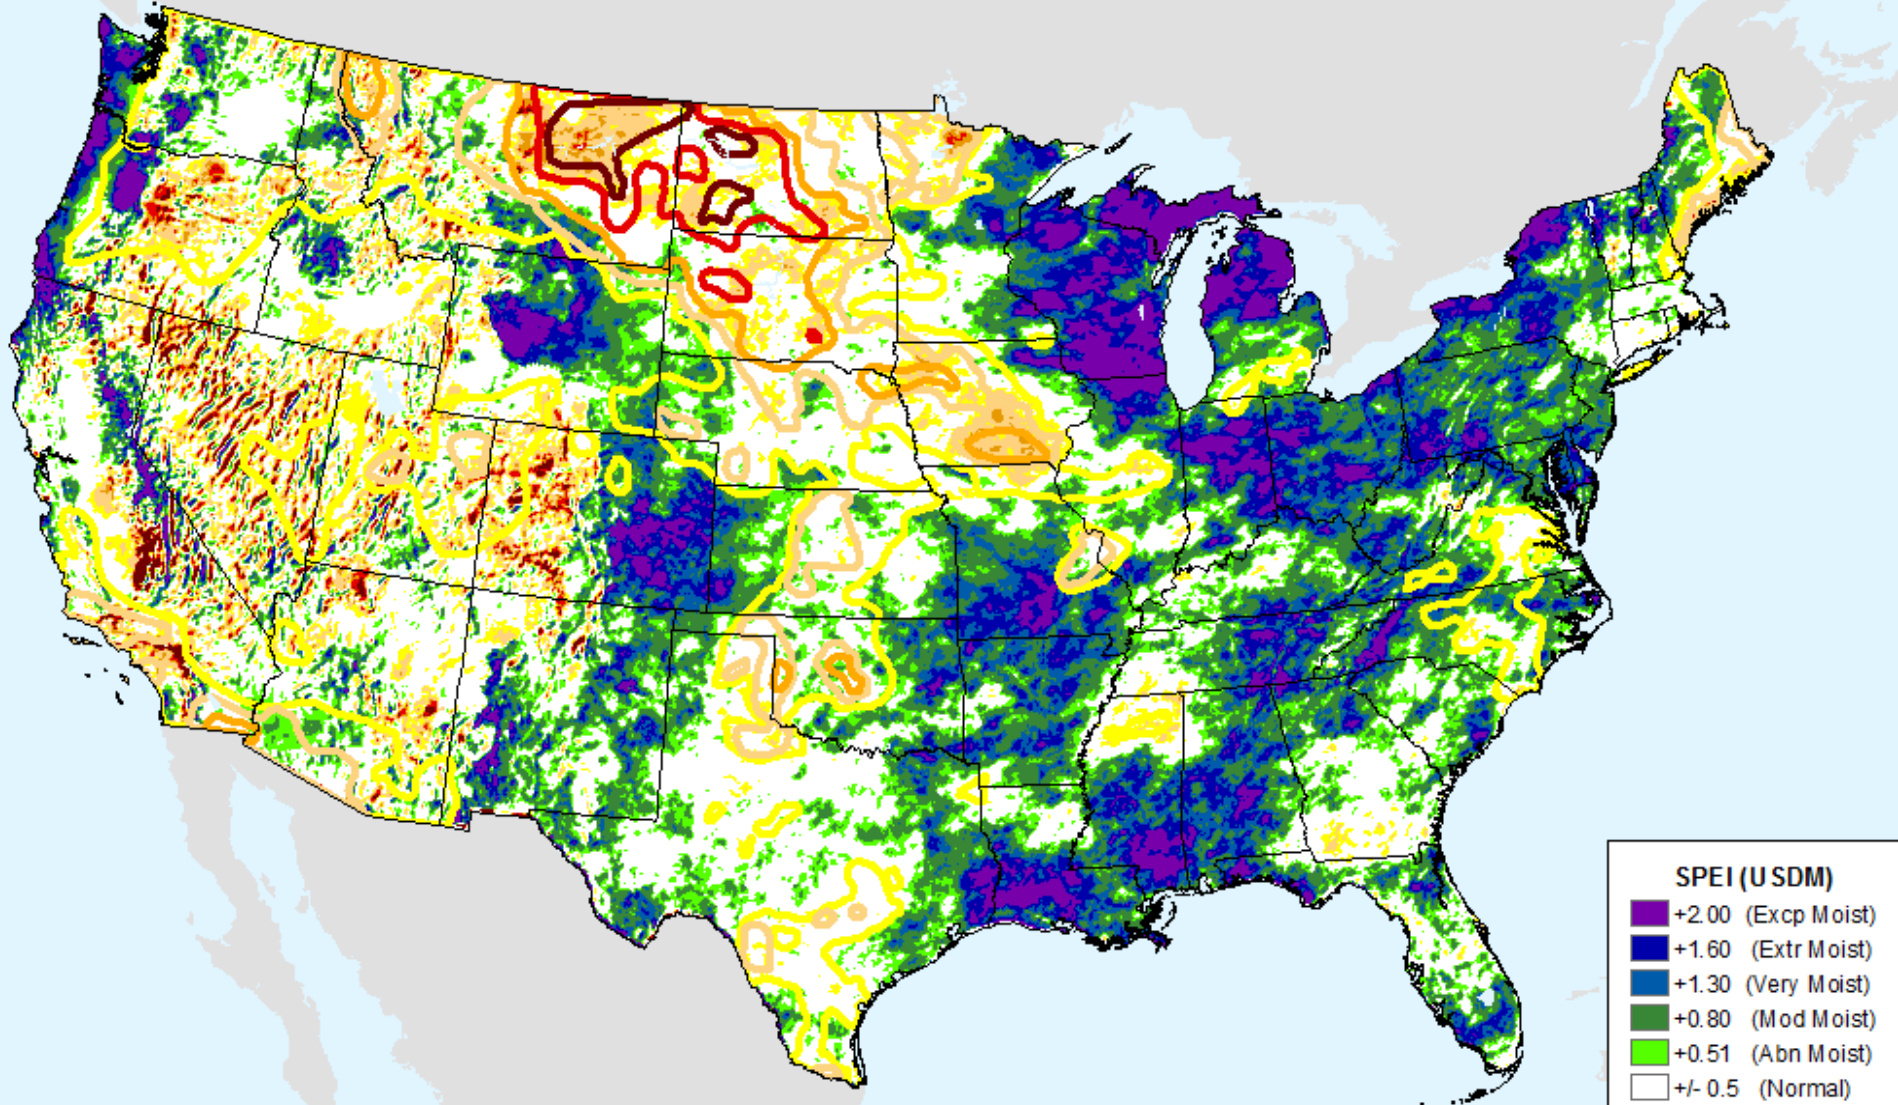 SPEI (USDM)
+2.00 (Excp Moist)
+1.60 (Extr Moist)
+1.30 (Very Moist)
+0.80 (Mod Moist)
+0.51 (Abn Moist)
+/- 0.5 (Normal)